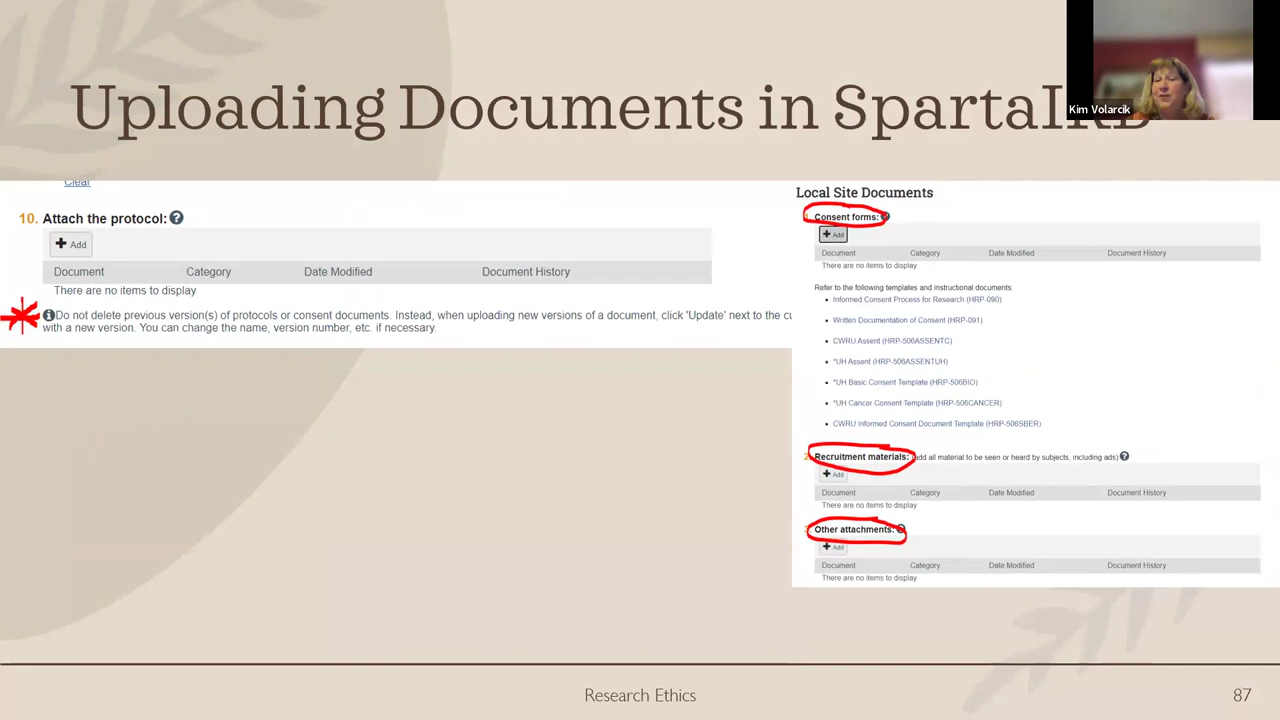 Uploading Documents in SpartaIRB
Kim Volarcik
Clear
10. Attach the protocol:
Add
Document Category Date Modified Document History
There are no items to display
Do not delete previous version(s) of protocols or consent documents. Instead, when uploading new versions of a document, click 'Update' next to the
with a new version. You can change the name, version number, etc. if necessary.
Local Site Documents
Consent forms:
Add
Document Category Date Modified Document History
There are no items to display
Refer to the following templates and instructional documents.
Informed Consent Process for Research (HRP-090)
Written Documentation of Consent (HRP-091)
CWRU Assent (HRP-506ASSENTC)
*UH Assent (HRP-506ASSENTUH)
*UH Basic Consent Template (HRP-506BIO)
*UH Cancer Consent Template (HRP-506CANCER)
CWRU Informed Consent Document Template (HRP-506SBER)
2. Recruitment materials: (add all material to be seen or heard by subjects, including ads)
Add
Document Category Date Modified Document History
There are no items to display
Other attachments:
Add
Document Category Date Modified Document History
There are no items to display
Research Ethics
87